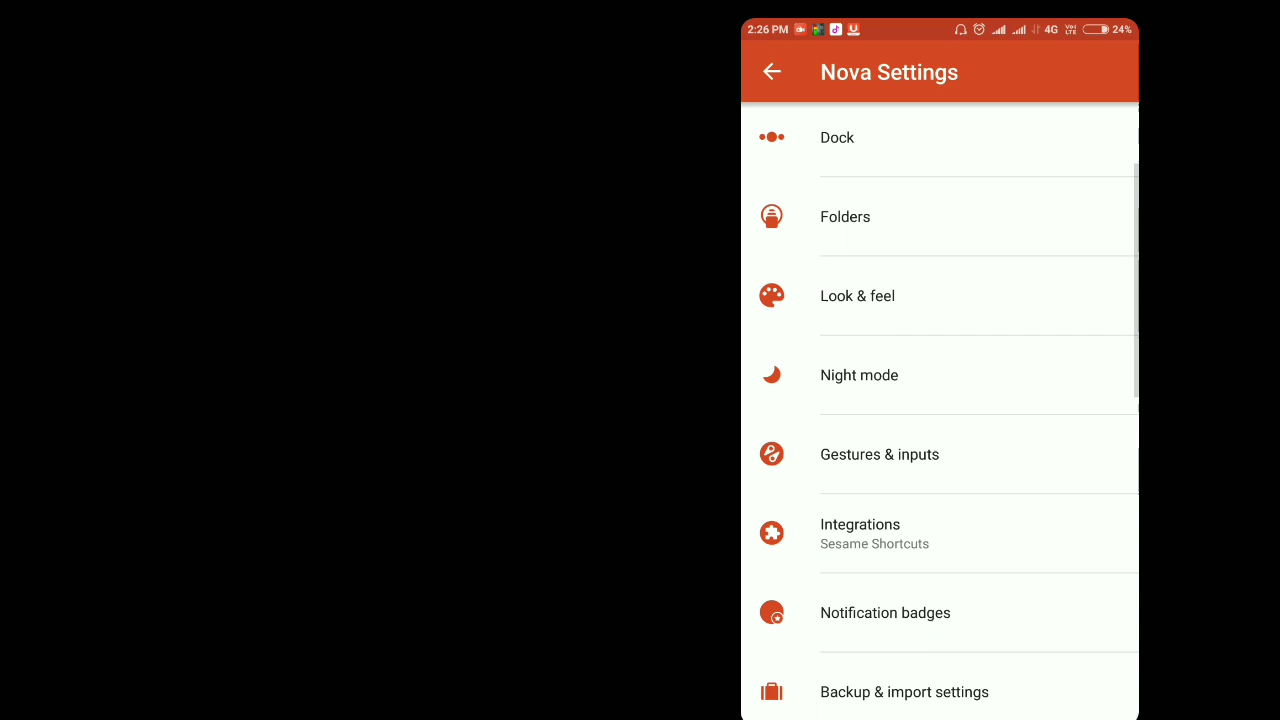 2:26 PM 4G VoLTE 24%
Nova Settings
Dock
Folders
Look & feel
Night mode
Gestures & inputs
Integrations
Sesame Shortcuts
Notification badges
Backup & import settings